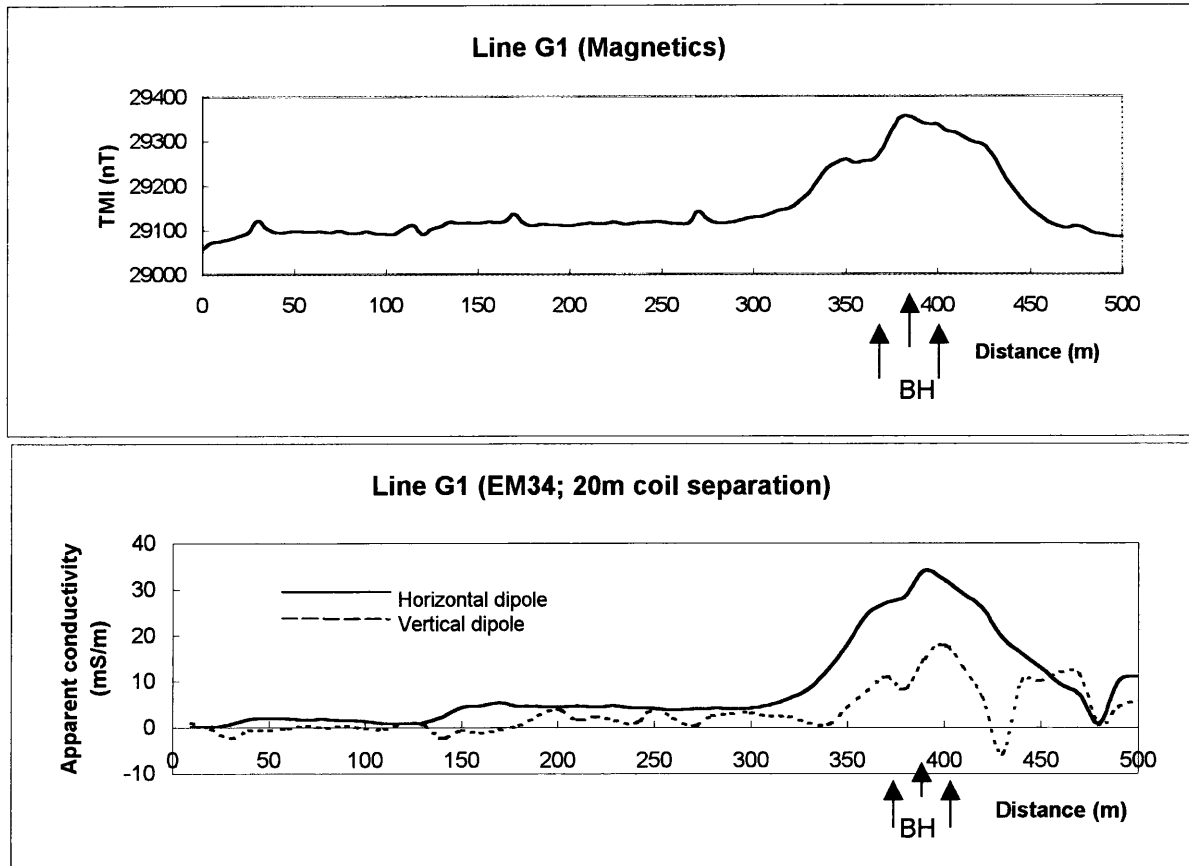 Line G1 (Magnetics)
TMI (nT)
29400
29300
29200
29100
29000
0 50 100 150 200 250 300 350 400 450 500
Distance (m)
BH
Line G1 (EM34; 20m coil separation)
Apparent conductivity
(mS/m)
40
30
20
10
0
-10
Horizontal dipole
Vertical dipole
0 50 100 150 200 250 300 350 400 450 500
Distance (m)
BH